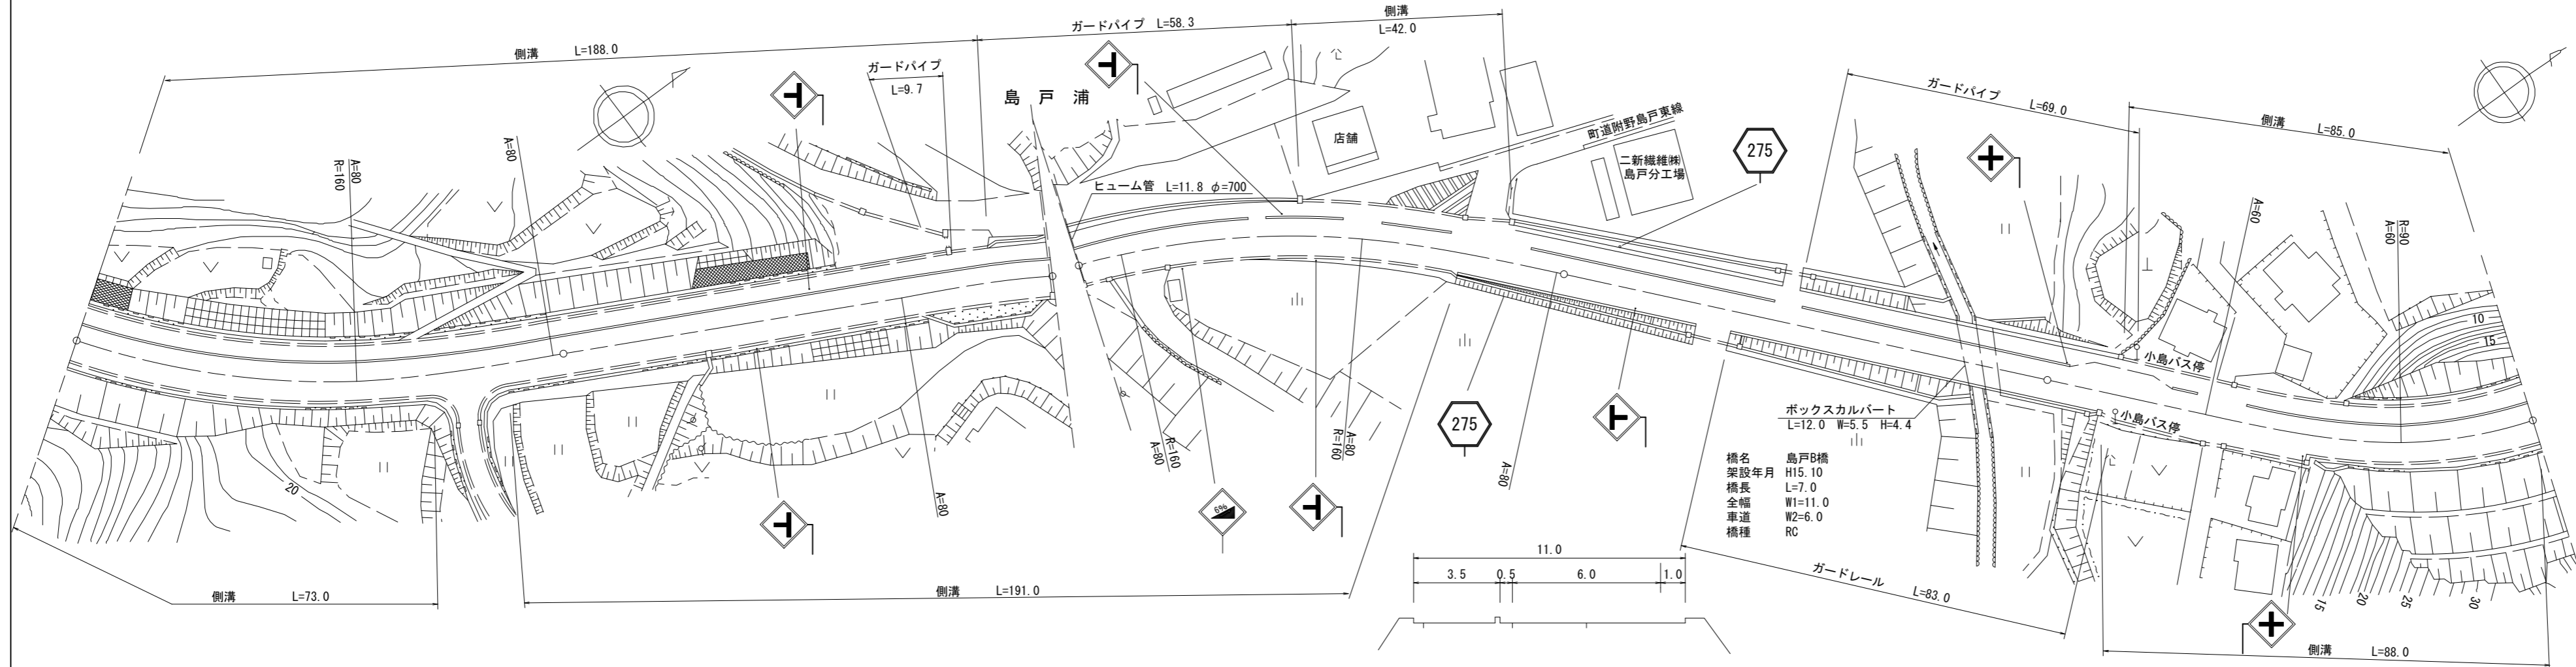 側溝 L=188.0
ガードパイプ L=58.3
側溝
L=42.0
ガードパイプ
L=9.7
島戸浦
A=80
R=160
A=80
ヒューム管 L=11.8 φ=700
店舗
町道附野島戸東線
二新繊維㈱
島戸分工場
275
ガードパイプ L=69.0
側溝 L=85.0
A=60
R=90
A=60
10
15
小島バス停
小島バス停
20
A=80
R=160
A=80
A=80
R=160
A=80
6%
275
ボックスカルバート
L=12.0 W=5.5 H=4.4
橋名 島戸B橋
架設年月 H15.10
橋長 L=7.0
全幅 W1=11.0
車道 W2=6.0
橋種 RC
11.0
3.5 0.5 6.0 1.0
側溝 L=73.0
側溝 L=191.0
ガードレール L=83.0
側溝 L=88.0
15
20
25
30